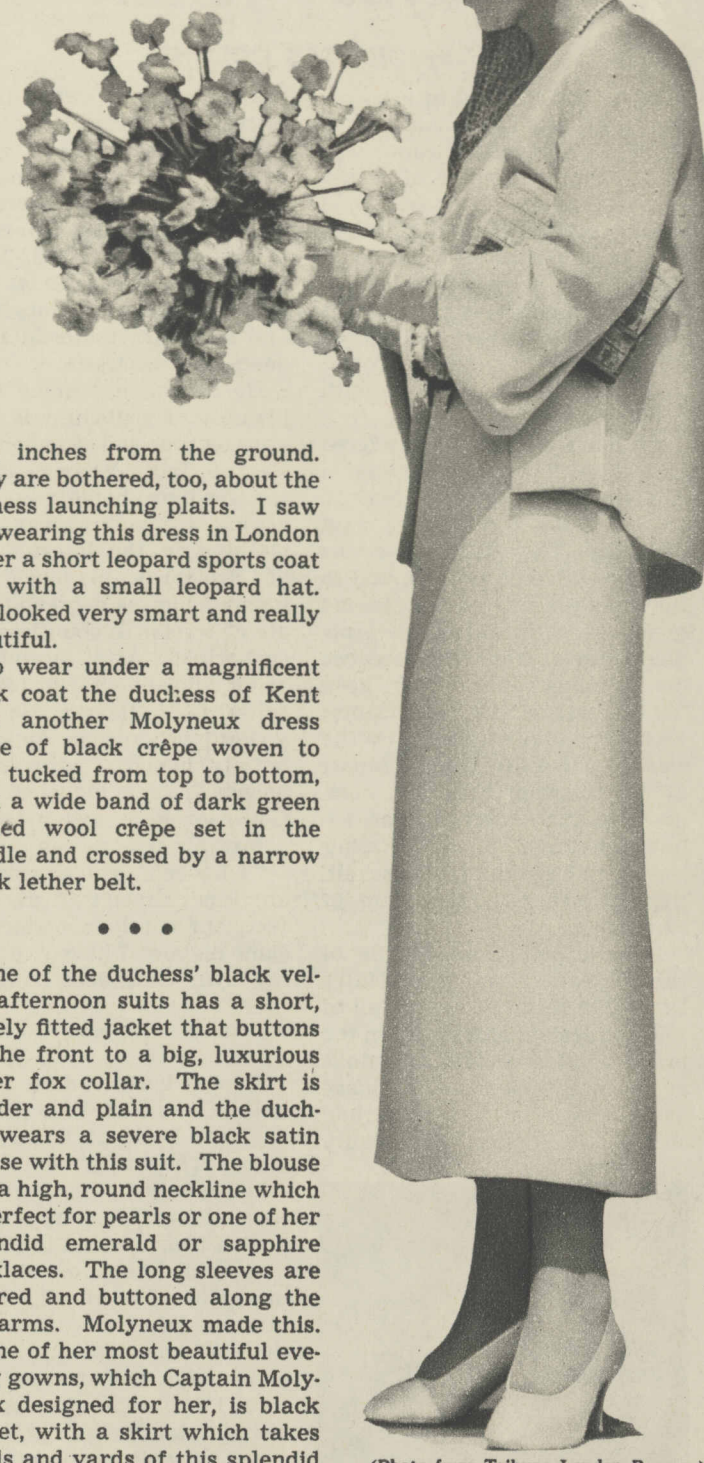 inches from the ground.
y are bothered, too, about the
ness launching plaits. I saw
wearing this dress in London
er a short leopard sports coat
with a small leopard hat.
looked very smart and really
utiful.
o wear under a magnificent
k coat the duchess of Kent
another Molyneux dress
e of black crêpe woven to
tucked from top to bottom,
a wide band of dark green
ed wool crêpe set in the
dle and crossed by a narrow
k lether belt.
• • •
ne of the duchess' black vel-
afternoon suits has a short,
ely fitted jacket that buttons
he front to a big, luxurious
er fox collar. The skirt is
der and plain and the duch-
wears a severe black satin
se with this suit. The blouse
a high, round neckline which
erfect for pearls or one of her
ndid emerald or sapphire
klaces. The long sleeves are
red and buttoned along the
arms. Molyneux made this.
ne of her most beautiful eve-
gowns, which Captain Moly-
x designed for her, is black
et, with a skirt which takes
ls and yards of this splendid